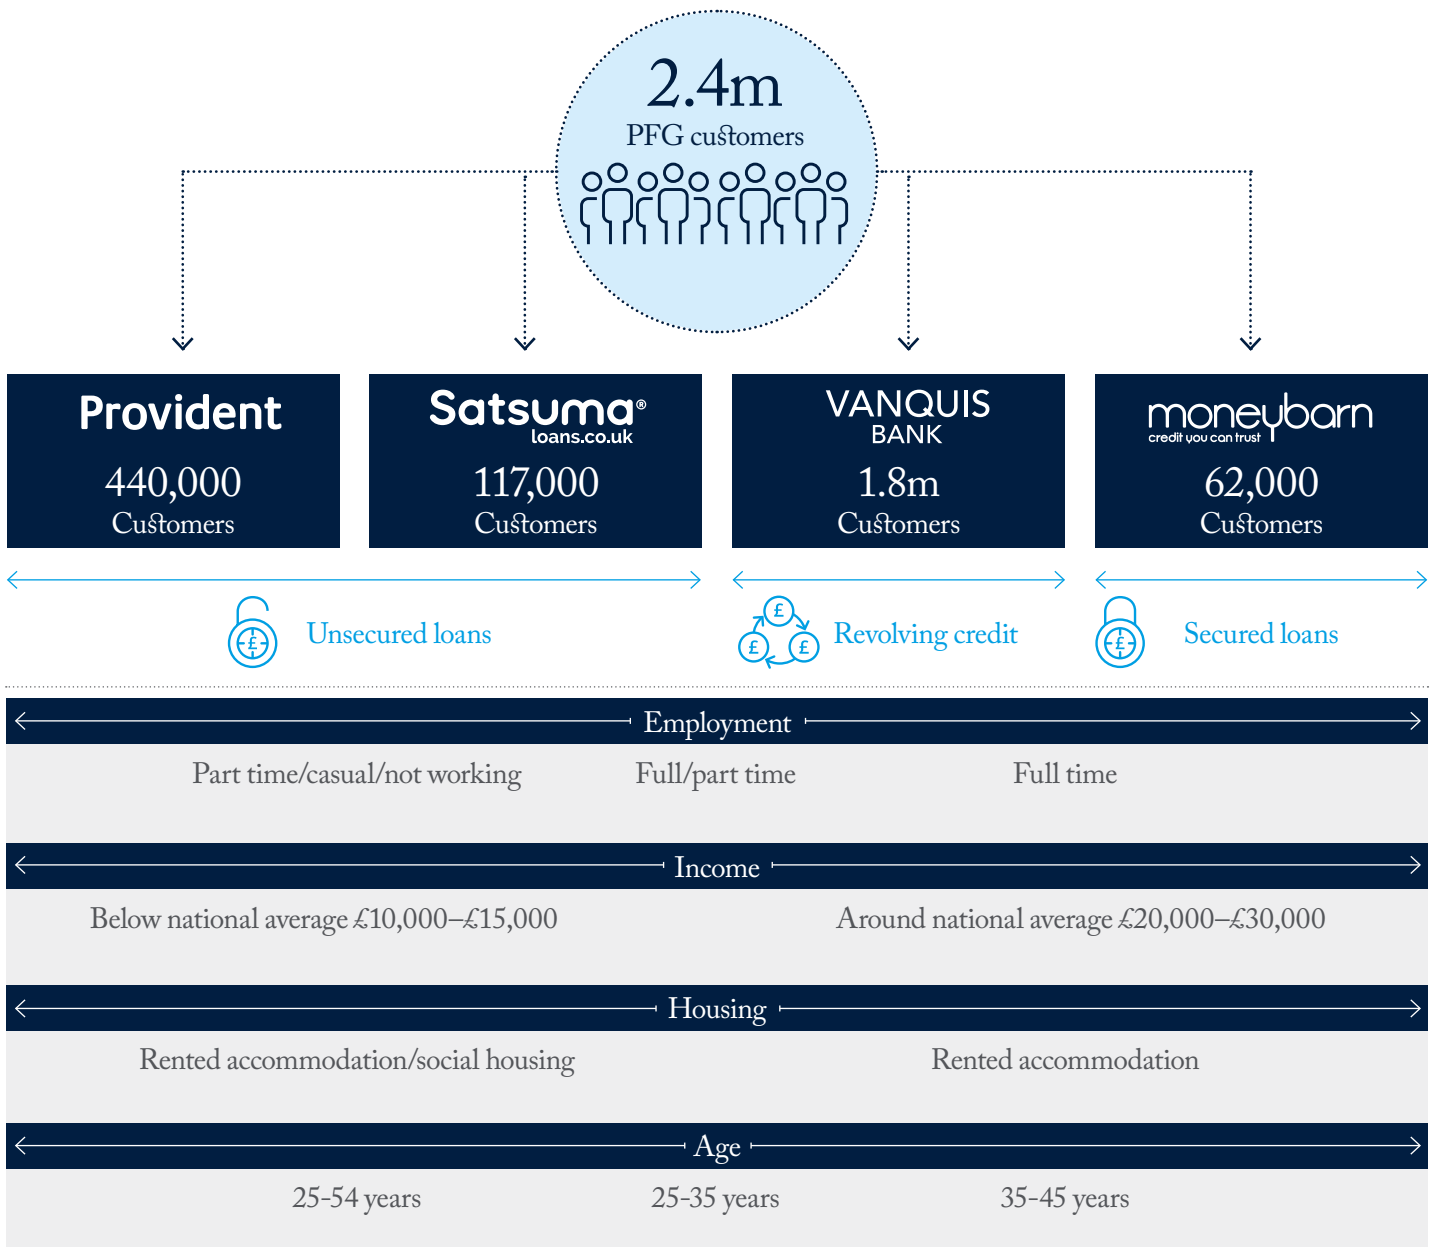 2.4m
PFG customers
Provident
440,000
Customers
Satsuma®
loans.co.uk
117,000
Customers
VANQUIS
BANK
1.8m
Customers
moneybarn
credit you can trust
62,000
Customers
£
Unsecured loans
£
£
£
Revolving credit
£
Secured loans
Employment
Part time/casual/not working
Full/part time
Full time
Income
Below national average £10,000–£15,000
Around national average £20,000–£30,000
Housing
Rented accommodation/social housing
Rented accommodation
Age
25-54 years
25-35 years
35-45 years